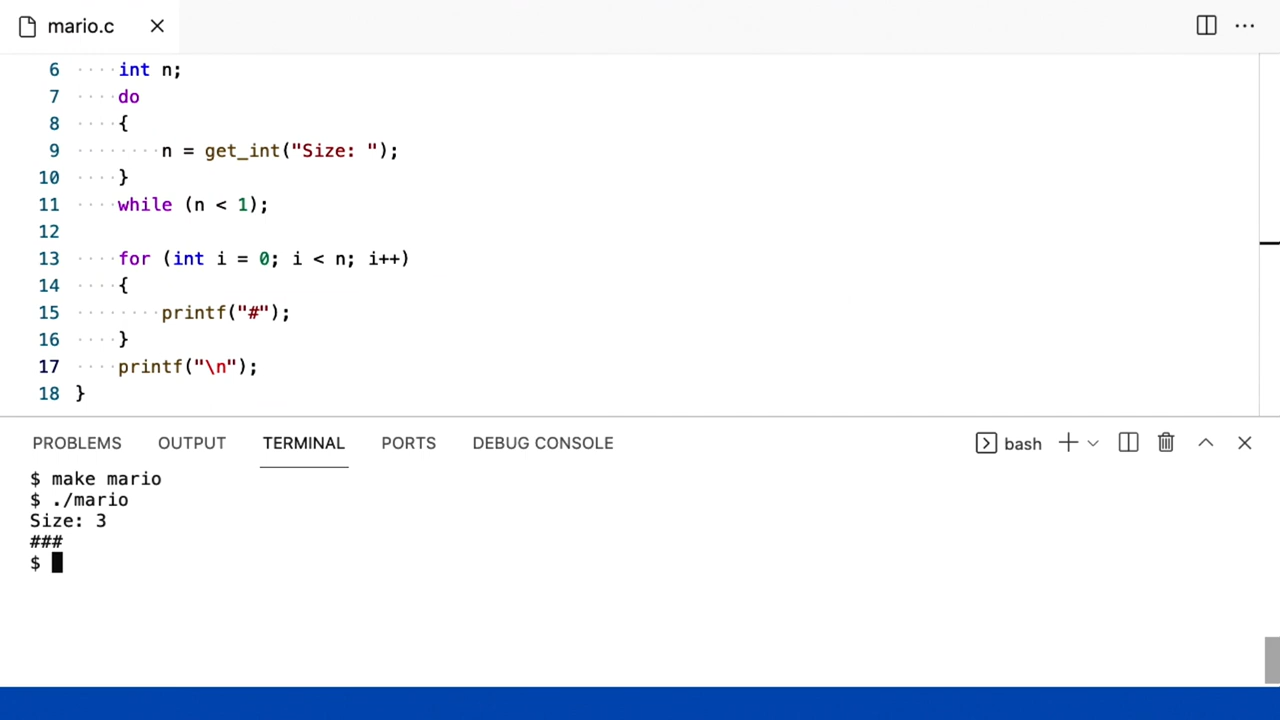 mario.c
6 int n;
7 do
8 {
9 n = get_int("Size: ");
10 }
11 while (n < 1);
12
13 for (int i = 0; i < n; i++)
14 {
15 printf("#");
16 }
17 printf("\n");
18 }
PROBLEMS OUTPUT TERMINAL PORTS DEBUG CONSOLE bash
$ make mario
$ ./mario
Size: 3
###
$